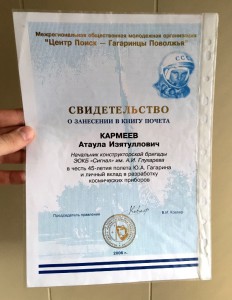 Межрегиональная общественная молодежная организация
"Центр Поиск – Гагаринцы Поволжья"
СВИДЕТЕЛЬСТВО
О ЗАНЕСЕНИИ В КНИГУ ПОЧЕТА
КАРМЕЕВ
Атаула Изятуллович
Начальник конструкторской бригады
ЭОКБ «Сигнал» им. А.И. Глухарева
в честь 45-летия полета Ю.А. Гагарина
и личный вклад в разработку
космических приборов
Председатель правления
2006 г.